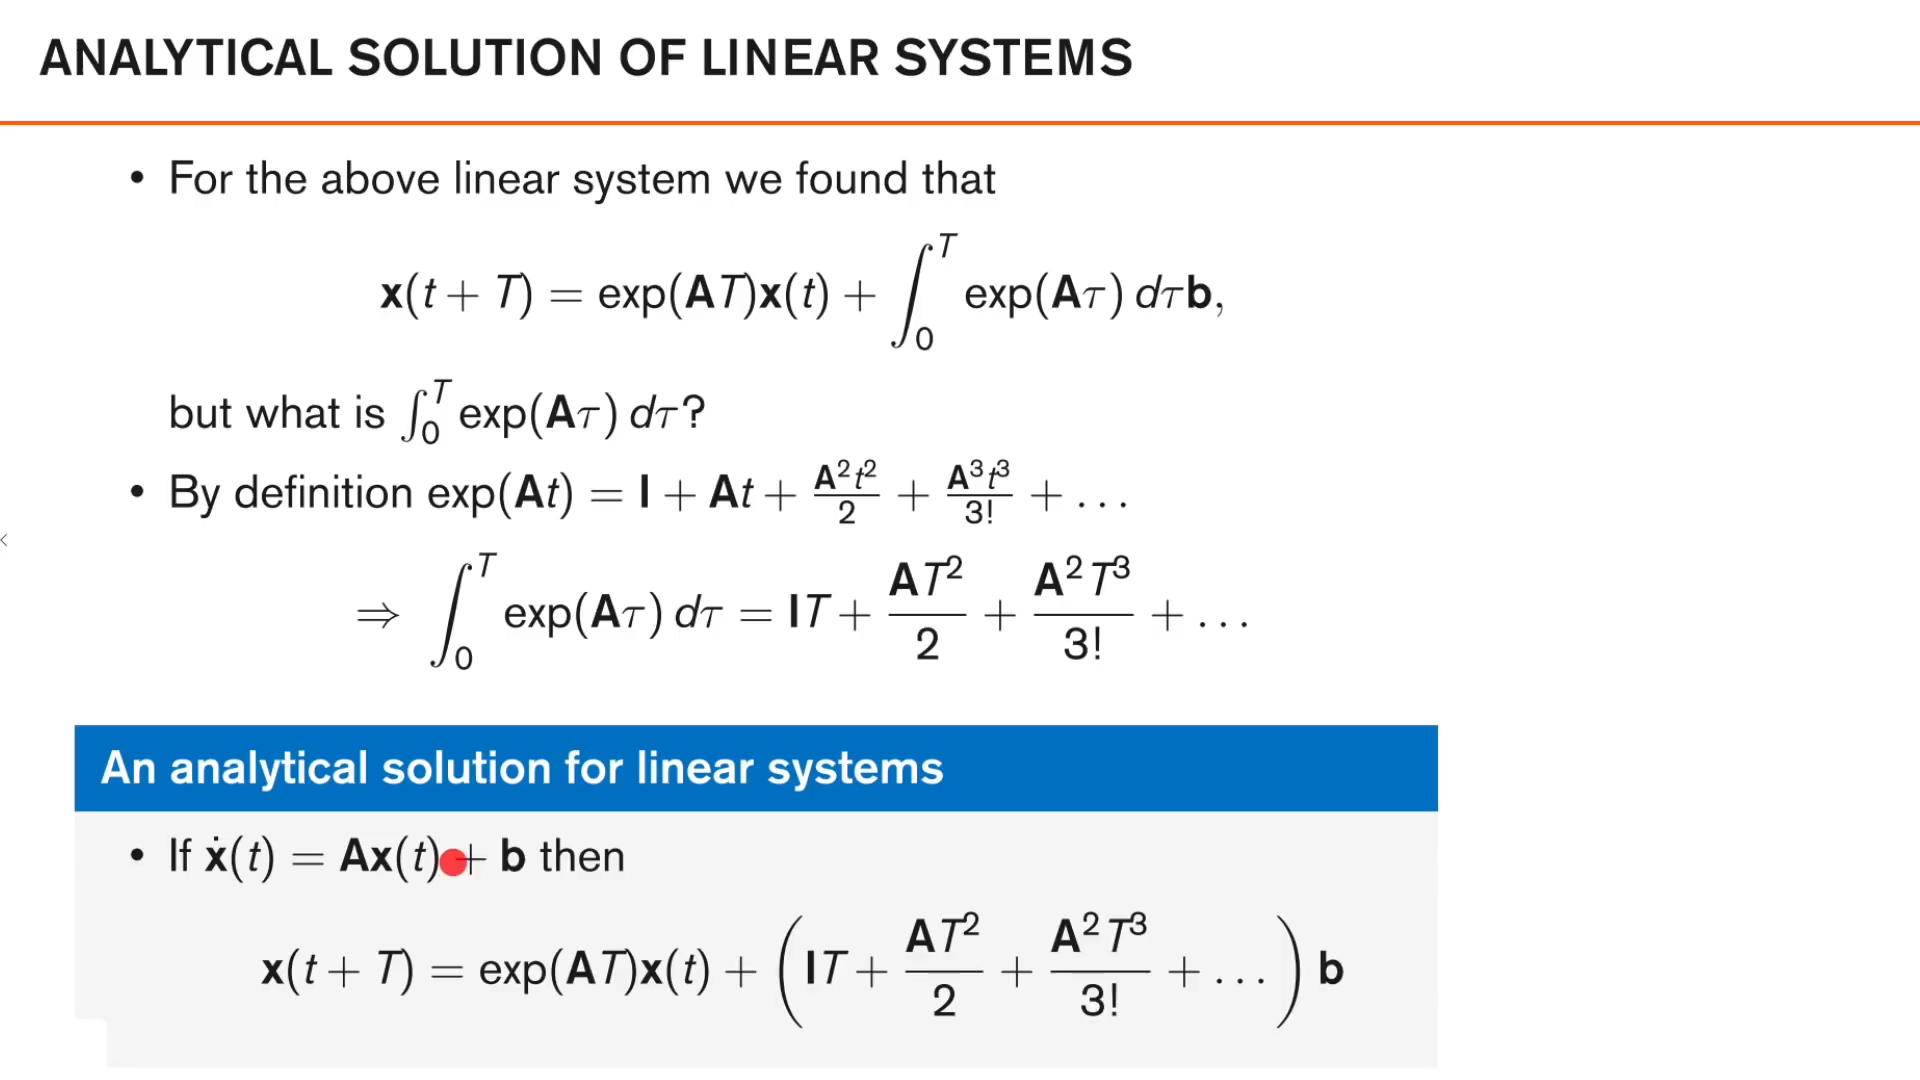 ANALYTICAL SOLUTION OF LINEAR SYSTEMS
• For the above linear system we found that
x(t + T) = exp(AT)x(t) + ∫₀ᵀ exp(Aτ) dτb,
but what is ∫₀ᵀ exp(Aτ) dτ?
• By definition exp(At) = I + At + A²t²/2 + A³t³/3! + . . .
⇒ ∫₀ᵀ exp(Aτ) dτ = IT + AT²/2 + A²T³/3! + . . .
An analytical solution for linear systems
• If ẋ(t) = Ax(t) + b then
x(t + T) = exp(AT)x(t) + (IT + AT²/2 + A²T³/3! + . . .) b